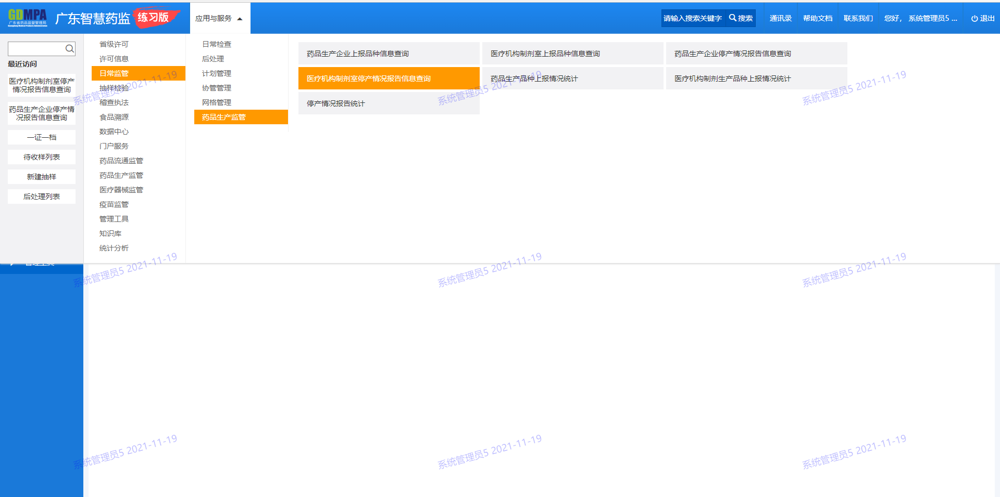 GDMPA
广东省药品监督管理局
Guangdong Medical Products Administration
广东智慧药监
练习版
应用与服务
请输入搜索关键字 搜索
通讯录
帮助文档
联系我们
您好， 系统管理员5 ...
退出
最近访问
医疗机构制剂室停产
情况报告信息查询
药品生产企业停产情
况报告信息查询
一证一档
待收样列表
新建抽样
后处理列表
省级许可
许可信息
日常监管
抽样检验
稽查执法
食品溯源
数据中心
门户服务
药品流通监管
药品生产监管
医疗器械监管
疫苗监管
管理工具
知识库
统计分析
日常检查
后处理
计划管理
协管管理
网格管理
药品生产监管
药品生产企业上报品种信息查询
医疗机构制剂室上报品种信息查询
药品生产企业停产情况报告信息查询
医疗机构制剂室停产情况报告信息查询
药品生产品种上报情况统计
医疗机构制剂生产品种上报情况统计
停产情况报告统计
管理工具
系统管理员5 2021-11-19
系统管理员5 2021-11-19
系统管理员5 2021-11-19
系统管理员5 2021-11-19
系统管理员5 2021-11-19
系统管理员5 2021-11-19
系统管理员5 2021-11-19
系统管理员5 2021-11-19
系统管理员5 2021-11-19